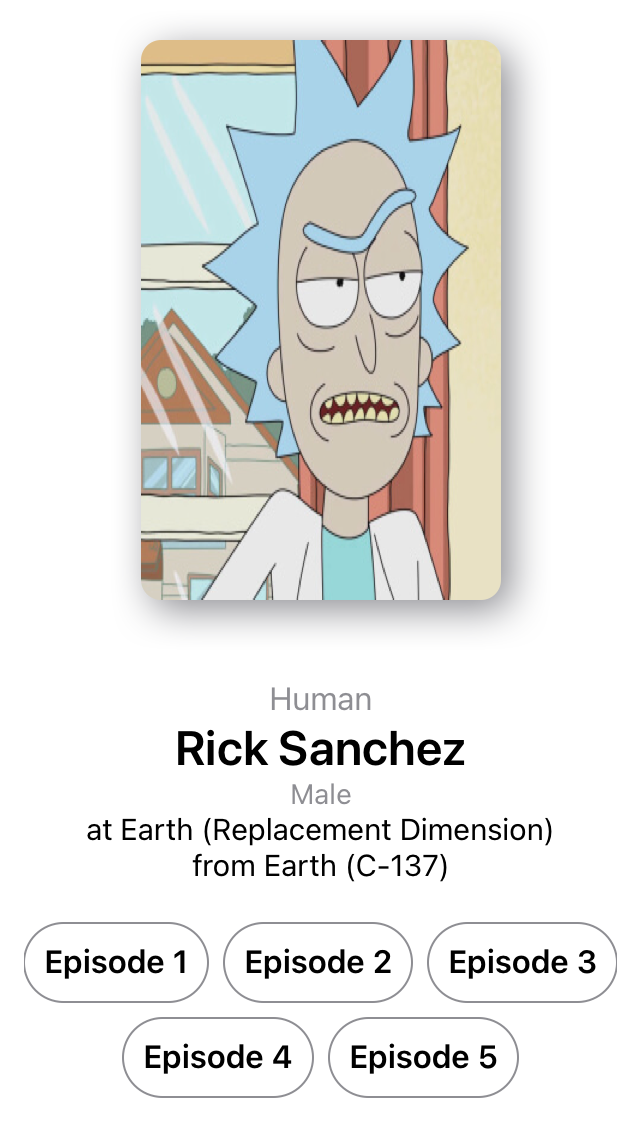 Human
Rick Sanchez
Male
at Earth (Replacement Dimension)
from Earth (C-137)
Episode 1 Episode 2 Episode 3
Episode 4 Episode 5